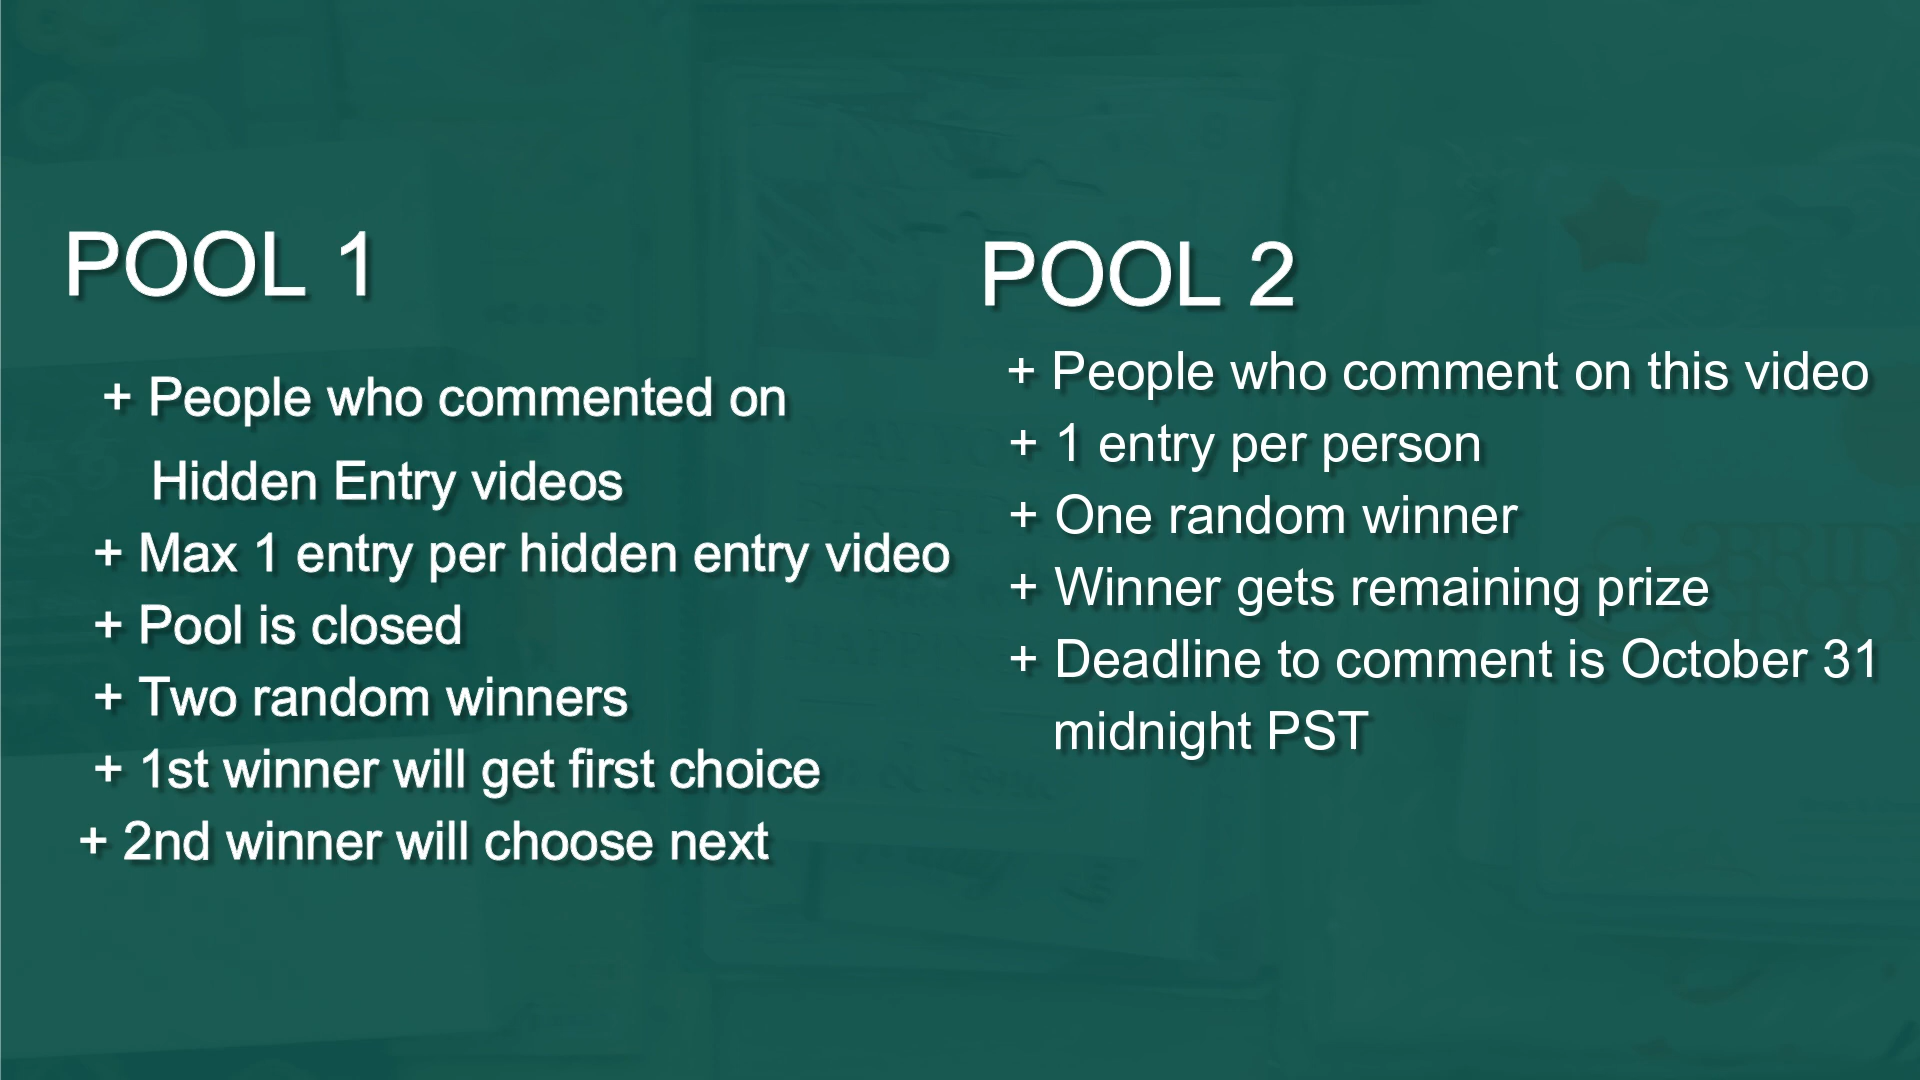 POOL 1
+ People who commented on
Hidden Entry videos
+ Max 1 entry per hidden entry video
+ Pool is closed
+ Two random winners
+ 1st winner will get first choice
+ 2nd winner will choose next
POOL 2
+ People who comment on this video
+ 1 entry per person
+ One random winner
+ Winner gets remaining prize
+ Deadline to comment is October 31
midnight PST